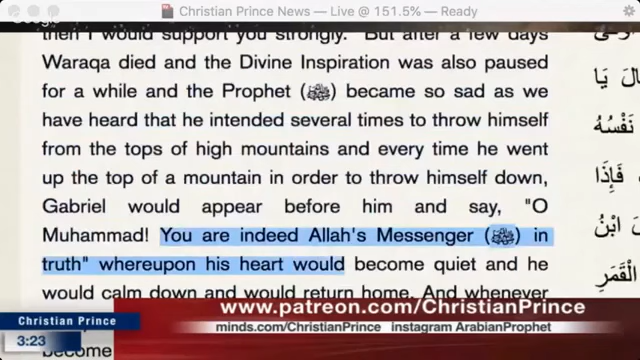 Christian Prince News — Live @ 151.5% — Ready
then I would support you strongly." But after a few days
Waraqa died and the Divine Inspiration was also paused
for a while and the Prophet (ﷺ) became so sad as we
have heard that he intended several times to throw himself
from the tops of high mountains and every time he went
up the top of a mountain in order to throw himself down,
Gabriel would appear before him and say, "O
Muhammad! You are indeed Allah's Messenger (ﷺ) in
truth" whereupon his heart would become quiet and he
would calm down and would return home. And whenever
become
قَالَ يَا
نَفْسُهُ
فَإِذَا
ابْنُ
الْقَمَرِ
www.patreon.com/ChristianPrince
Christian Prince
minds.com/ChristianPrince instagram ArabianProphet
3:23